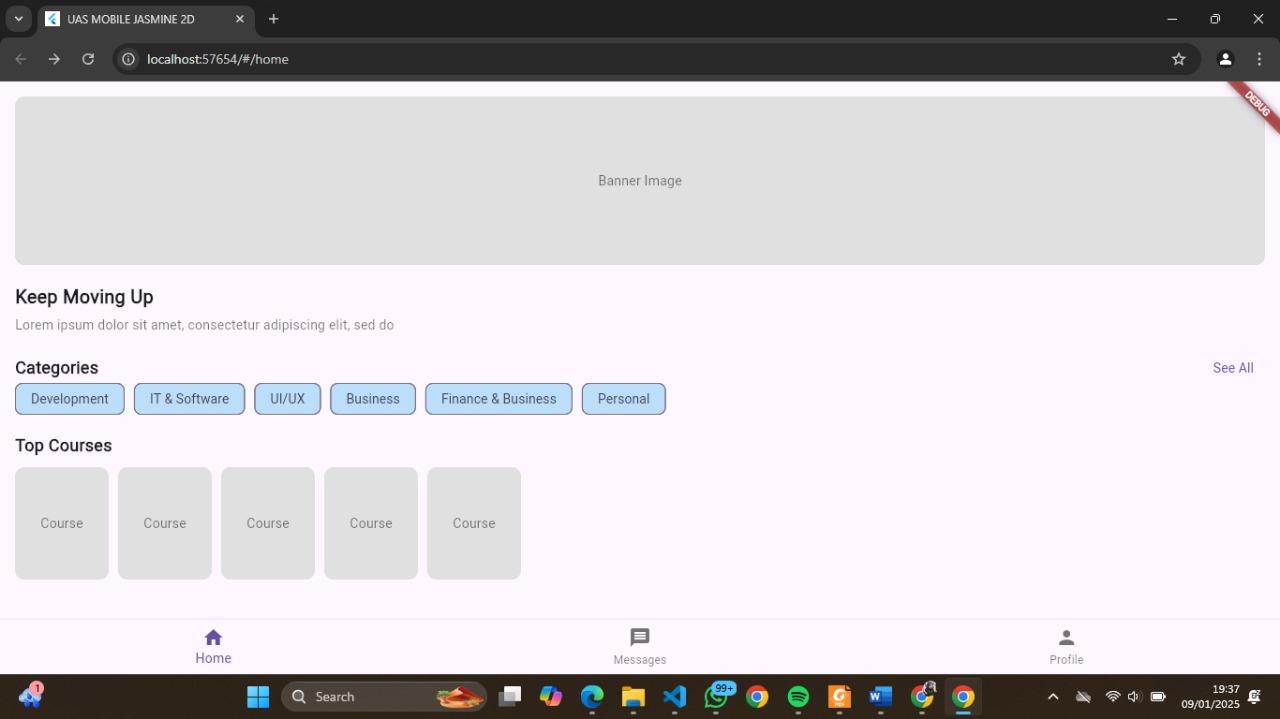 UAS MOBILE JASMINE 2D
localhost:57654/#/home
DEBUG
Banner Image
Keep Moving Up
Lorem ipsum dolor sit amet, consectetur adipiscing elit, sed do
Categories See All
Development IT & Software UI/UX Business Finance & Business Personal
Top Courses
Course Course Course Course Course
Home Messages Profile
1 Search 99+ PDF 19:37
09/01/2025